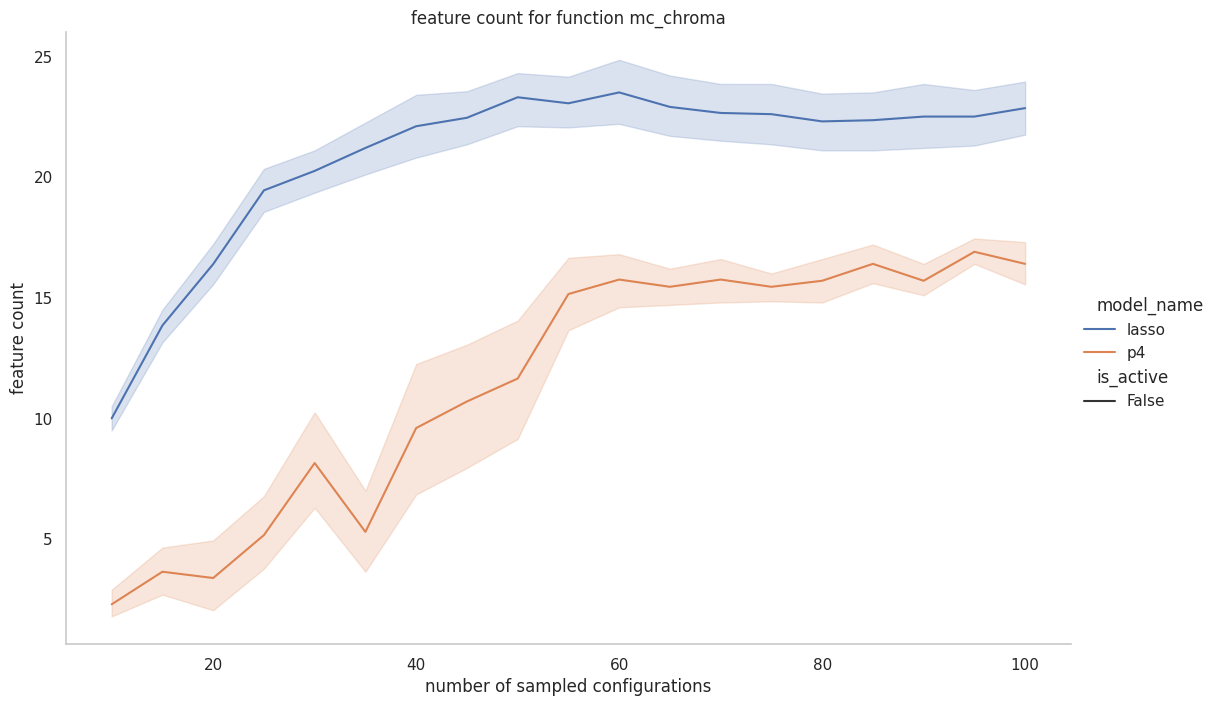 feature count for function mc_chroma
25
20
15
10
5
feature count
20
40
60
80
100
number of sampled configurations
model_name
lasso
p4
is_active
False